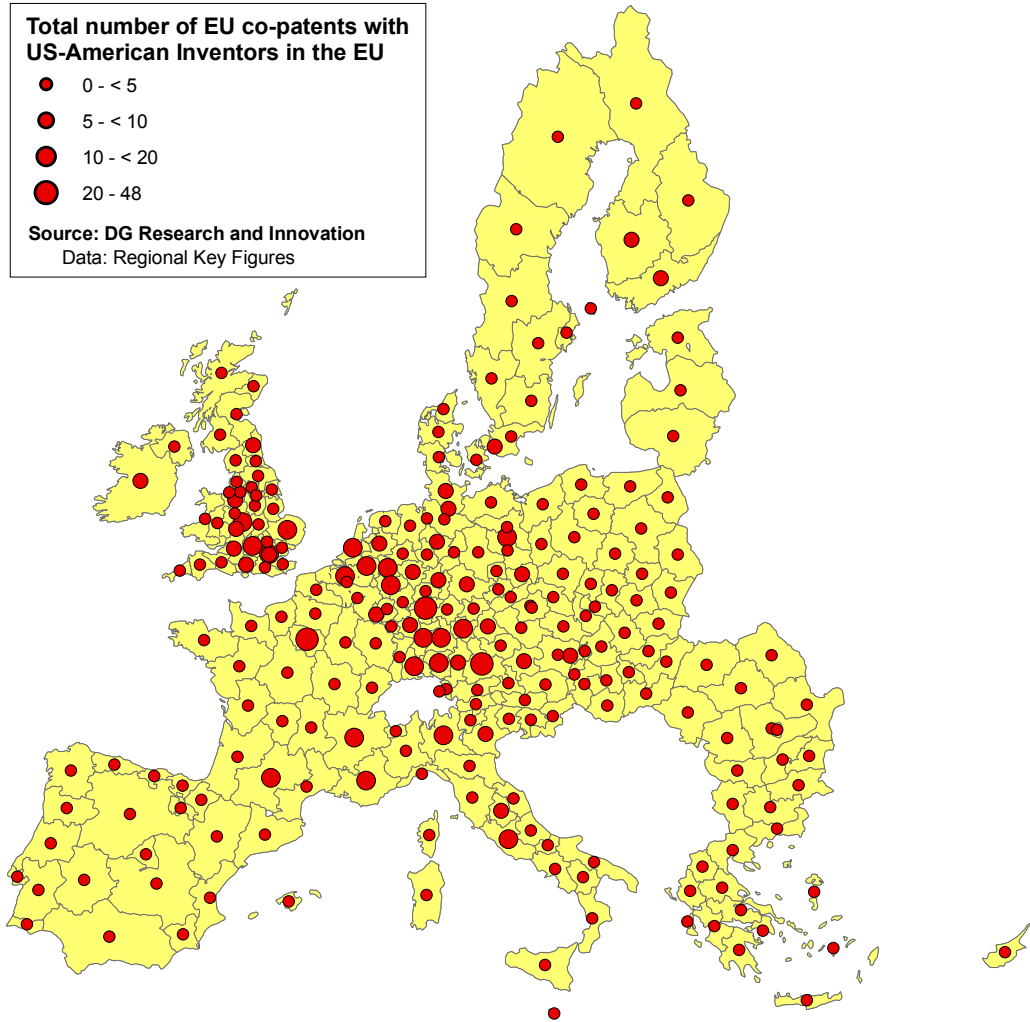 Total number of EU co-patents with
US-American Inventors in the EU
0 - < 5
5 - < 10
10 - < 20
20 - 48
Source: DG Research and Innovation
Data: Regional Key Figures